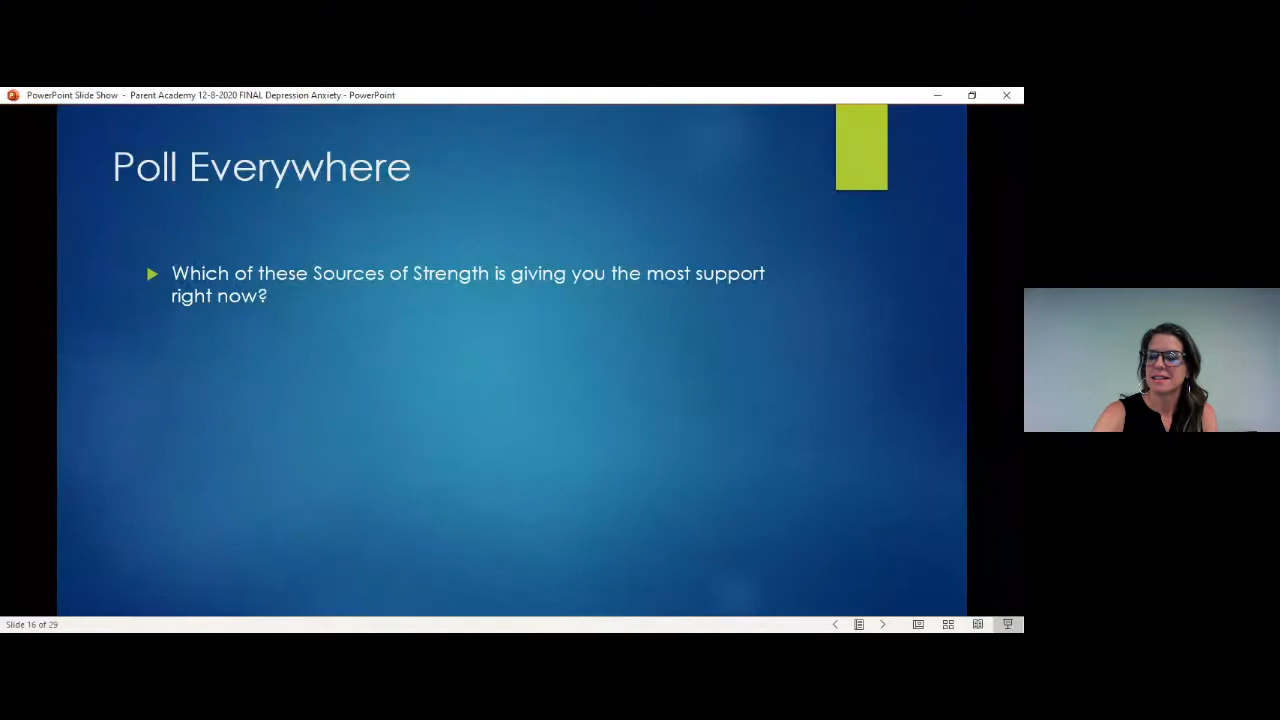 PowerPoint Slide Show - Parent Academy 12-8-2020 FINAL Depression Anxiety - PowerPoint
Poll Everywhere
Which of these Sources of Strength is giving you the most support
right now?
Slide 16 of 29